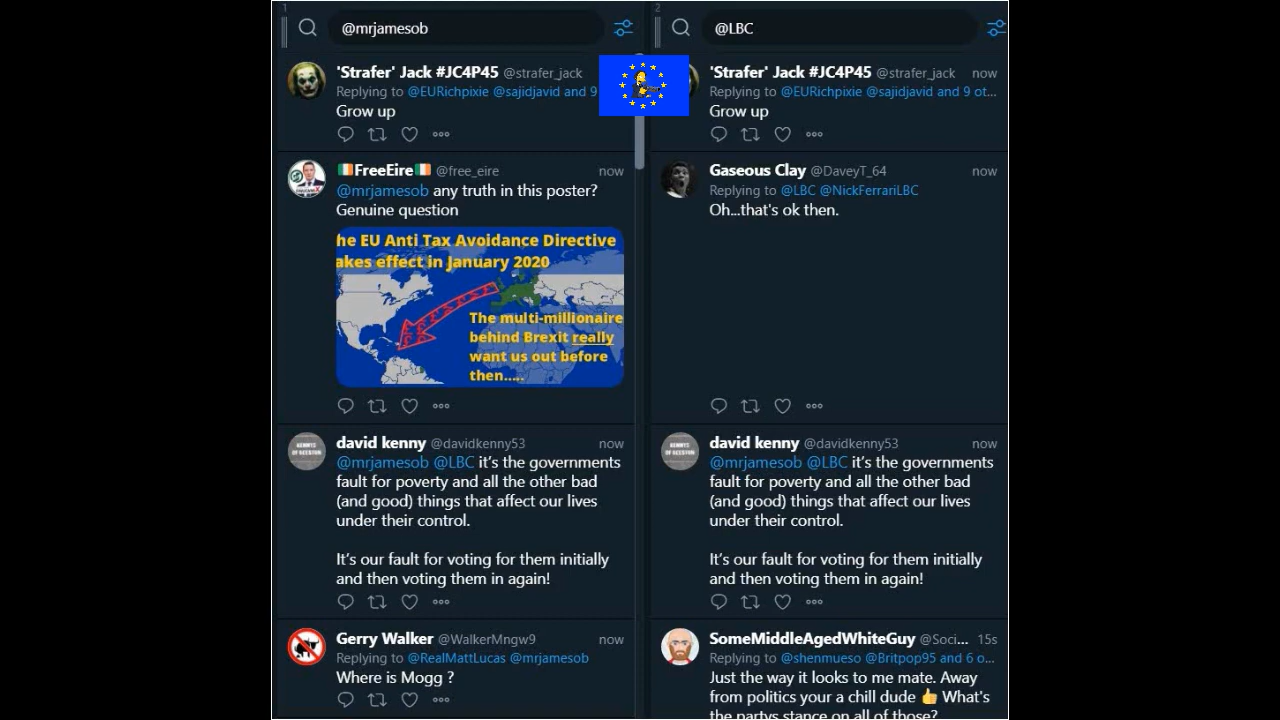 1
@mrjamesob
'Strafer' Jack #JC4P45 @strafer_jack
Replying to @EURichpixie @sajidjavid and 9
Grow up
FreeEire @free_eire now
@mrjamesob any truth in this poster?
Genuine question
he EU Anti Tax Avoidance Directive
akes effect in January 2020
The multi-millionaire
behind Brexit really
want us out before
then.....
david kenny @davidkenny53 now
@mrjamesob @LBC it's the governments
fault for poverty and all the other bad
(and good) things that affect our lives
under their control.
It's our fault for voting for them initially
and then voting them in again!
Gerry Walker @WalkerMngw9 now
Replying to @RealMattLucas @mrjamesob
Where is Mogg ?
2
@LBC
'Strafer' Jack #JC4P45 @strafer_jack now
Replying to @EURichpixie @sajidjavid and 9 ot...
Grow up
Gaseous Clay @DaveyT_64 now
Replying to @LBC @NickFerrariLBC
Oh...that's ok then.
david kenny @davidkenny53 now
@mrjamesob @LBC it's the governments
fault for poverty and all the other bad
(and good) things that affect our lives
under their control.
It's our fault for voting for them initially
and then voting them in again!
SomeMiddleAgedWhiteGuy @Soci... 15s
Replying to @shenmueso @Britpop95 and 6 o...
Just the way it looks to me mate. Away
from politics your a chill dude 👍 What's
the partys stance on all of those?